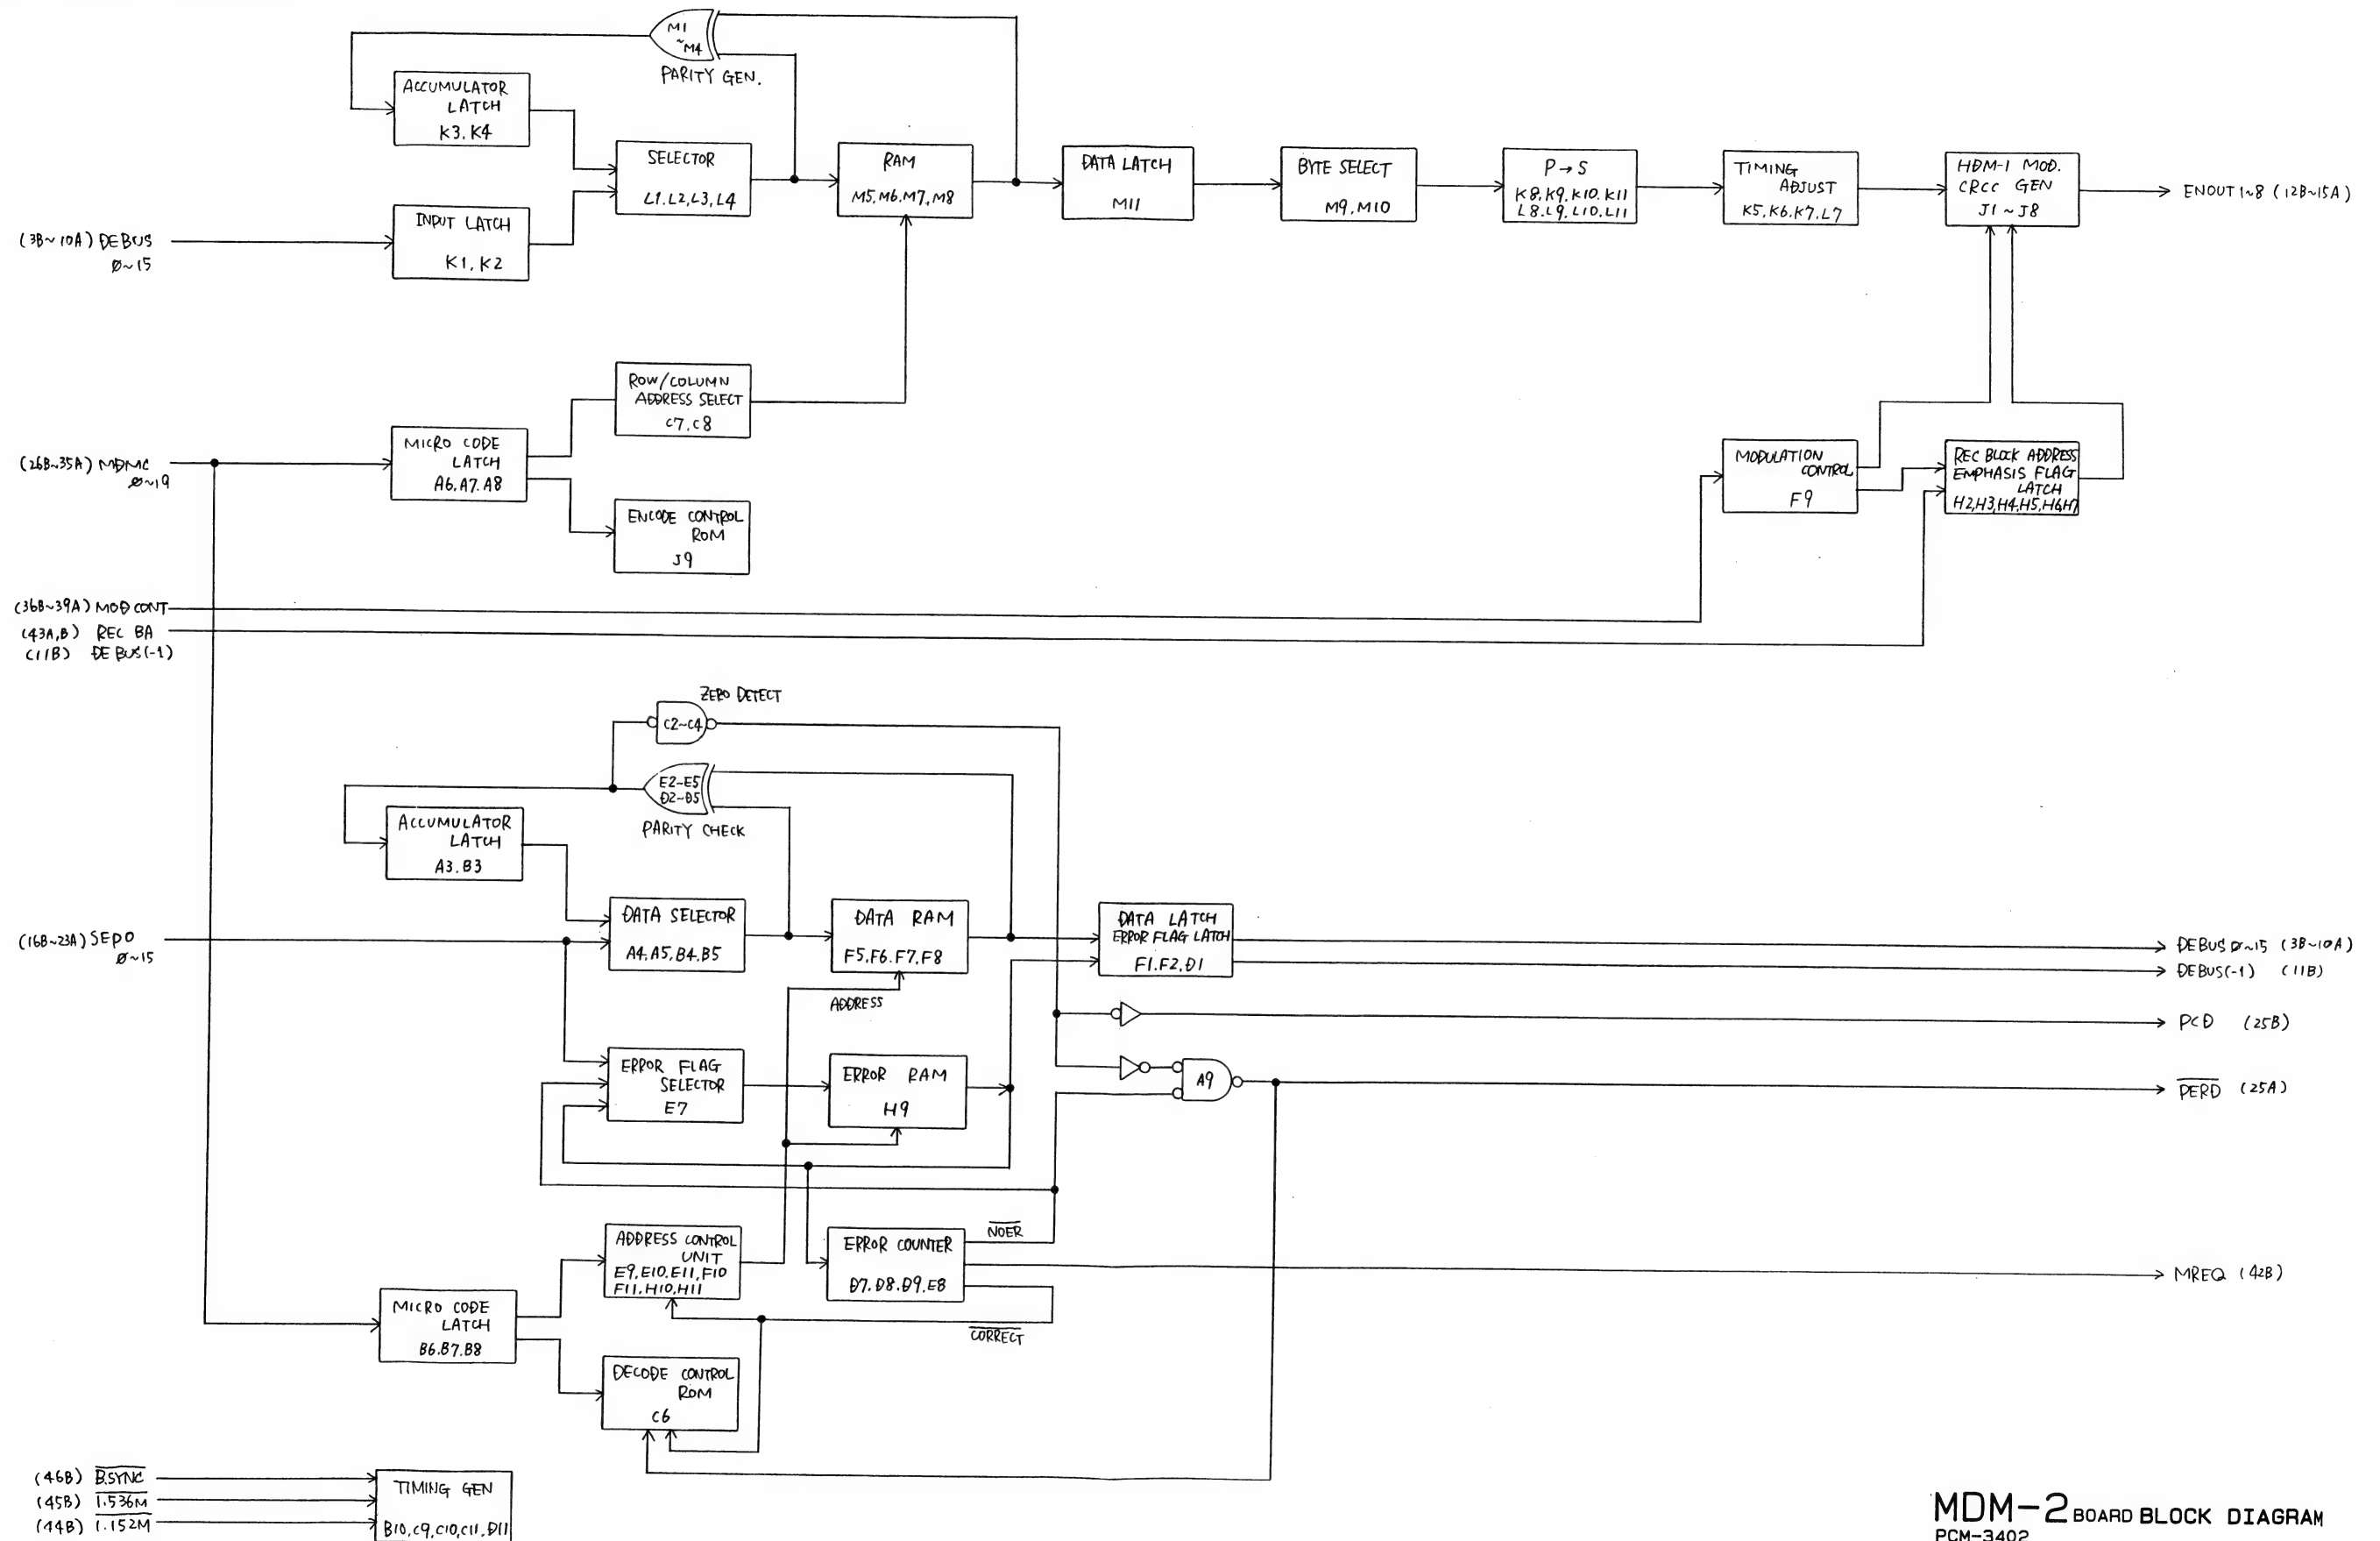 M1
~M4
PARITY GEN.
ACCUMULATOR
LATCH
K3.K4
SELECTOR
L1.L2,L3,L4
RAM
M5.M6.M7,M8
DATA LATCH
M11
BYTE SELECT
M9,M10
P→S
K8.K9.K10.K11
L8.L9.L10.L11
TIMING
ADJUST
K5.K6.K7.L7
HDM-1 MOD.
CRCC GEN
J1~J8
ENOUT 1~8 (12B~15A)
INPUT LATCH
K1,K2
(3B~10A) DEBUS
Ø~15
ROW/COLUMN
ADDRESS SELECT
C7,C8
(26B~35A) MDMC
Ø~19
MICRO CODE
LATCH
A6.A7.A8
ENCODE CONTROL
ROM
J9
MODULATION
CONTROL
F9
REC BLOCK ADDRESS
EMPHASIS FLAG
LATCH
H2,H3,H4,H5,H6,H7
(36B~39A) MOD CONT
(43A,B) REC BA
(11B) DEBUS(-1)
ZERO DETECT
C2~C4
E2~E5
D2~D5
PARITY CHECK
ACCUMULATOR
LATCH
A3.B3
(16B~23A) SEPO
Ø~15
DATA SELECTOR
A4.A5,B4.B5
DATA RAM
F5.F6.F7.F8
DATA LATCH
ERROR FLAG LATCH
F1.F2.D1
DEBUS Ø~15 (3B~10A)
DEBUS(-1) (11B)
ADDRESS
PCD (25B)
ERROR FLAG
SELECTOR
E7
ERROR RAM
H9
A9
PERD (25A)
ADDRESS CONTROL
UNIT
E9.E10.E11,F10
F11.H10.H11
ERROR COUNTER
D7.D8.D9.E8
NOER
MREQ (42B)
CORRECT
MICRO CODE
LATCH
B6.B7.B8
DECODE CONTROL
ROM
C6
(46B) B.SYNC
(45B) 1.536M
(44B) 1.152M
TIMING GEN
B10,C9,C10,C11.D11
MDM-2 BOARD BLOCK DIAGRAM
PCM-3402